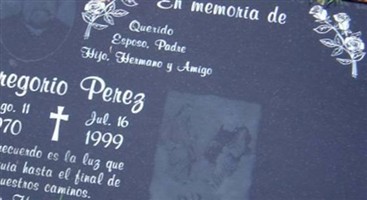 En memoria de
Querido
Esposo, Padre
Hijo, Hermano y Amigo
regorio Perez
go. 11
970
Jul. 16
1999
recuerdo es la luz que
uia hasta el final de
uestros caminos.